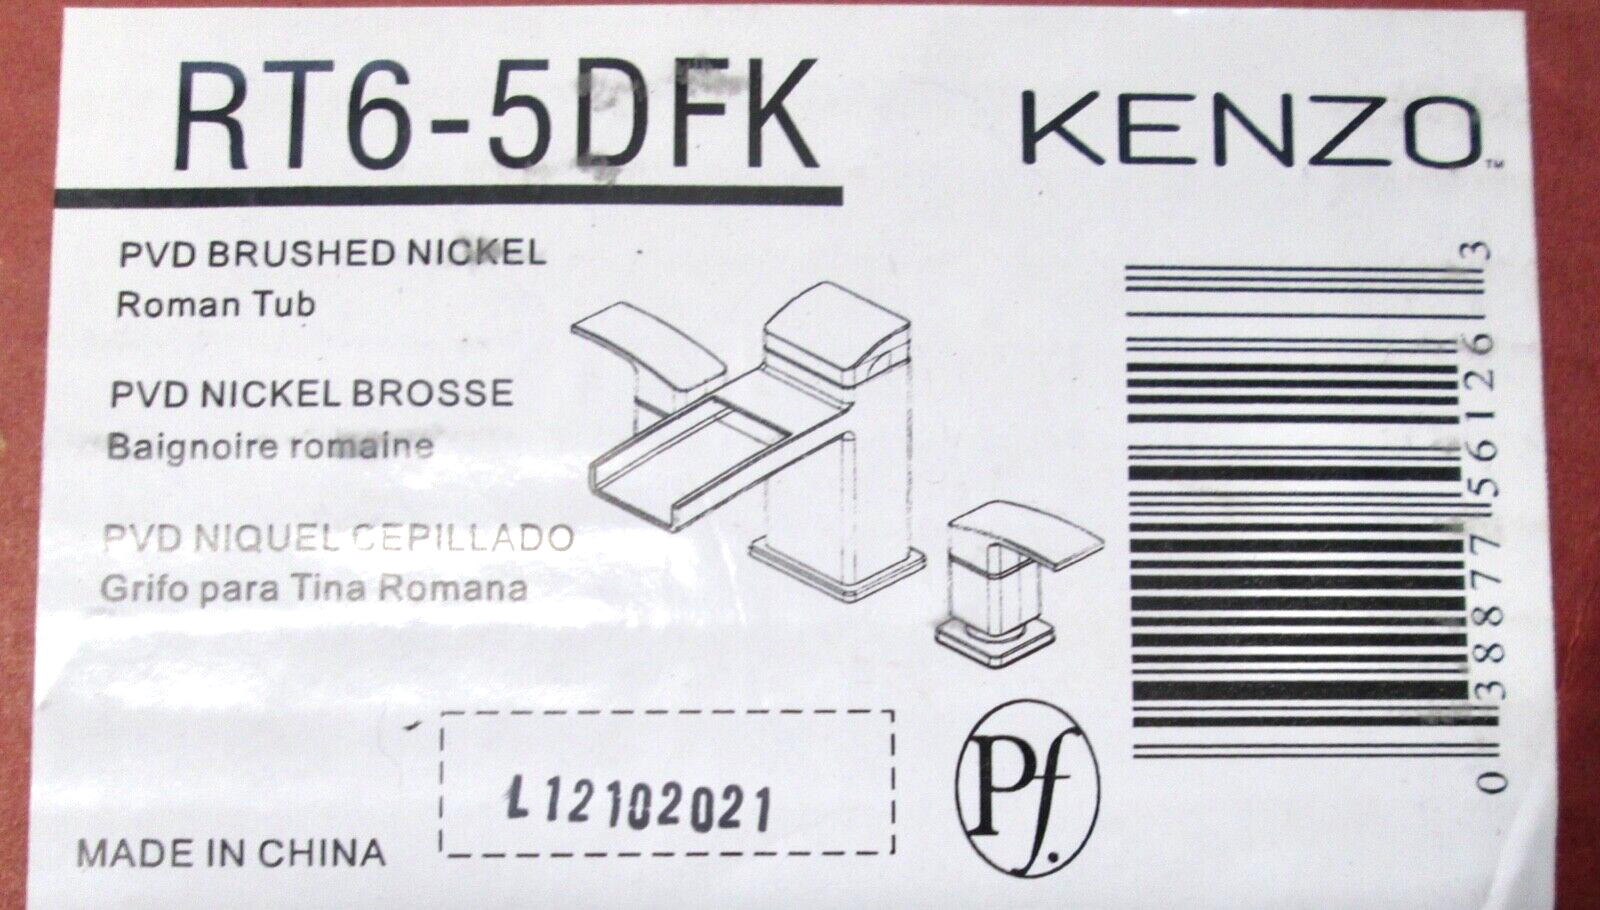 RT6-5DFK
KENZO™
PVD BRUSHED NICKEL
Roman Tub
PVD NICKEL BROSSE
Baignoire romaine
PVD NIQUEL CEPILLADO
Grifo para Tina Romana
0 38877 56126 3
L12102021
Pf.
MADE IN CHINA